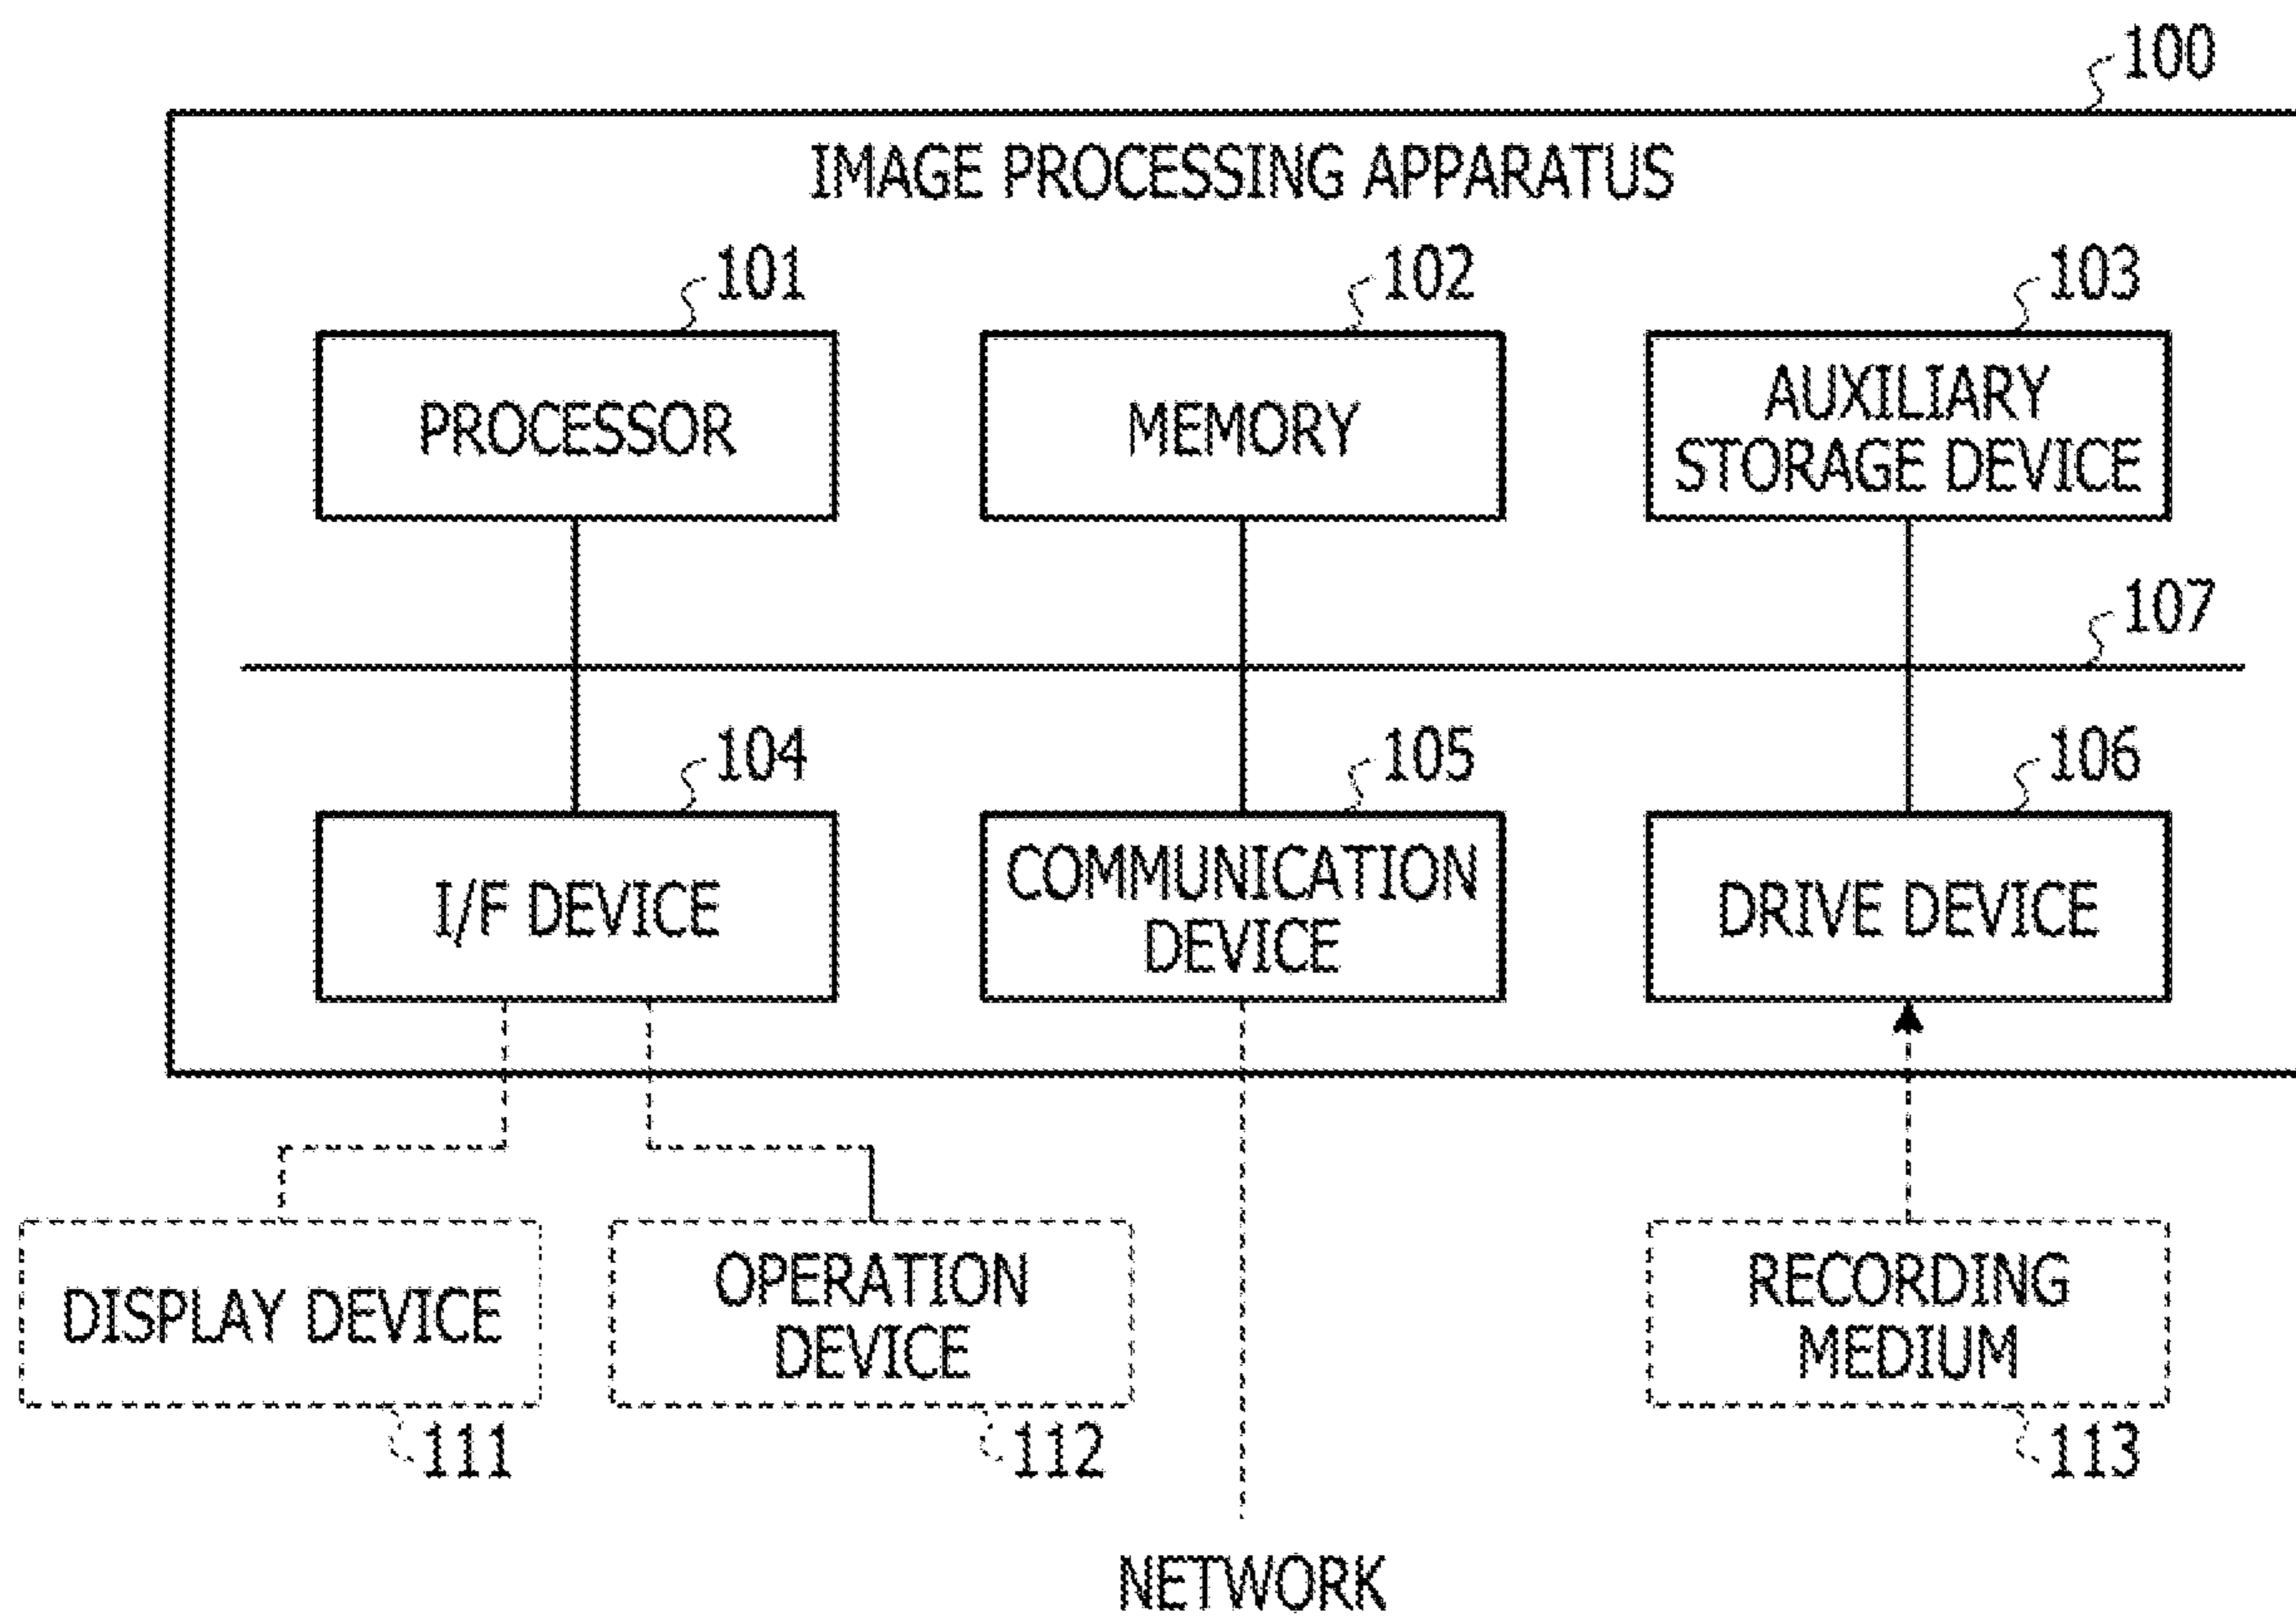 100
IMAGE PROCESSING APPARATUS
101
102
103
PROCESSOR
MEMORY
AUXILIARY
STORAGE DEVICE
107
104
105
106
I/F DEVICE
COMMUNICATION
DEVICE
DRIVE DEVICE
DISPLAY DEVICE
OPERATION
DEVICE
RECORDING
MEDIUM
111
112
113
NETWORK